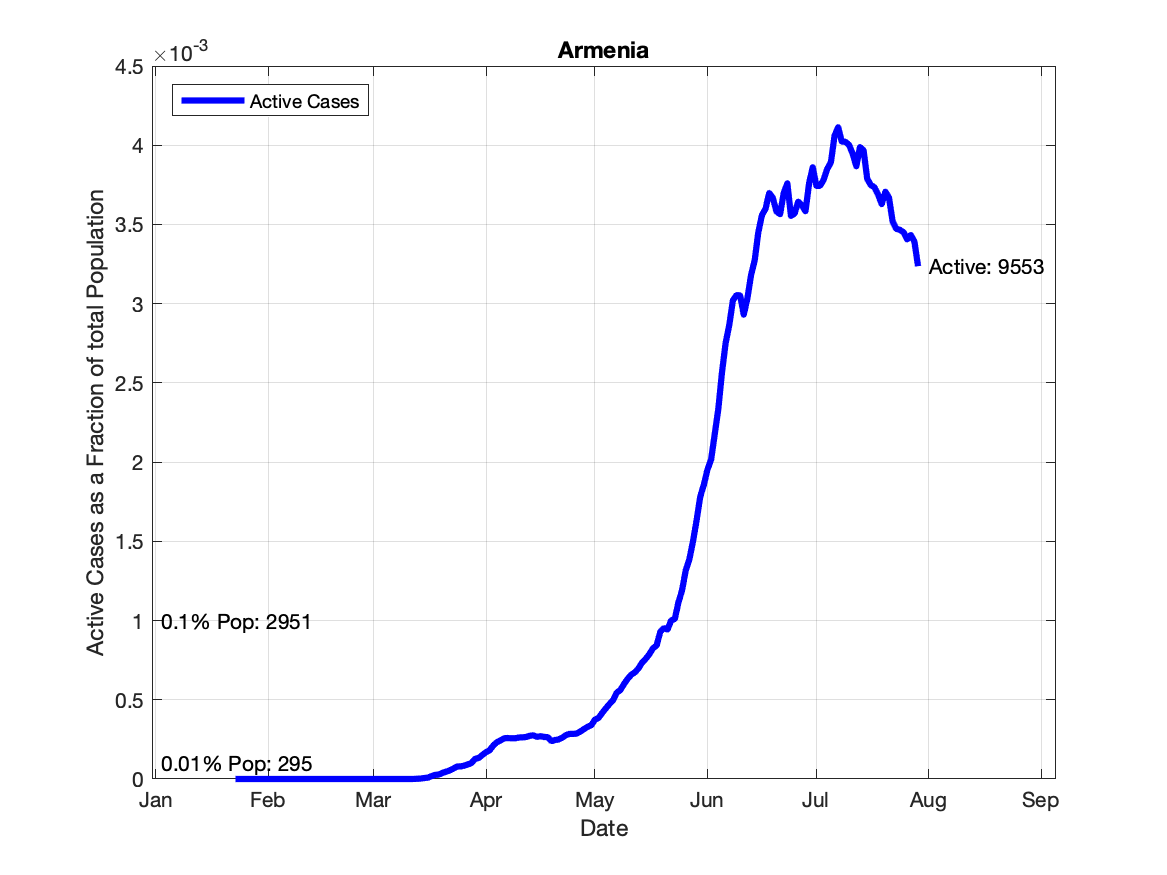 Armenia
×10-3
4.5
4
3.5
3
2.5
2
1.5
1
0.5
0
Active Cases as a Fraction of total Population
Active Cases
Active: 9553
0.1% Pop: 2951
0.01% Pop: 295
Jan Feb Mar Apr May Jun Jul Aug Sep
Date